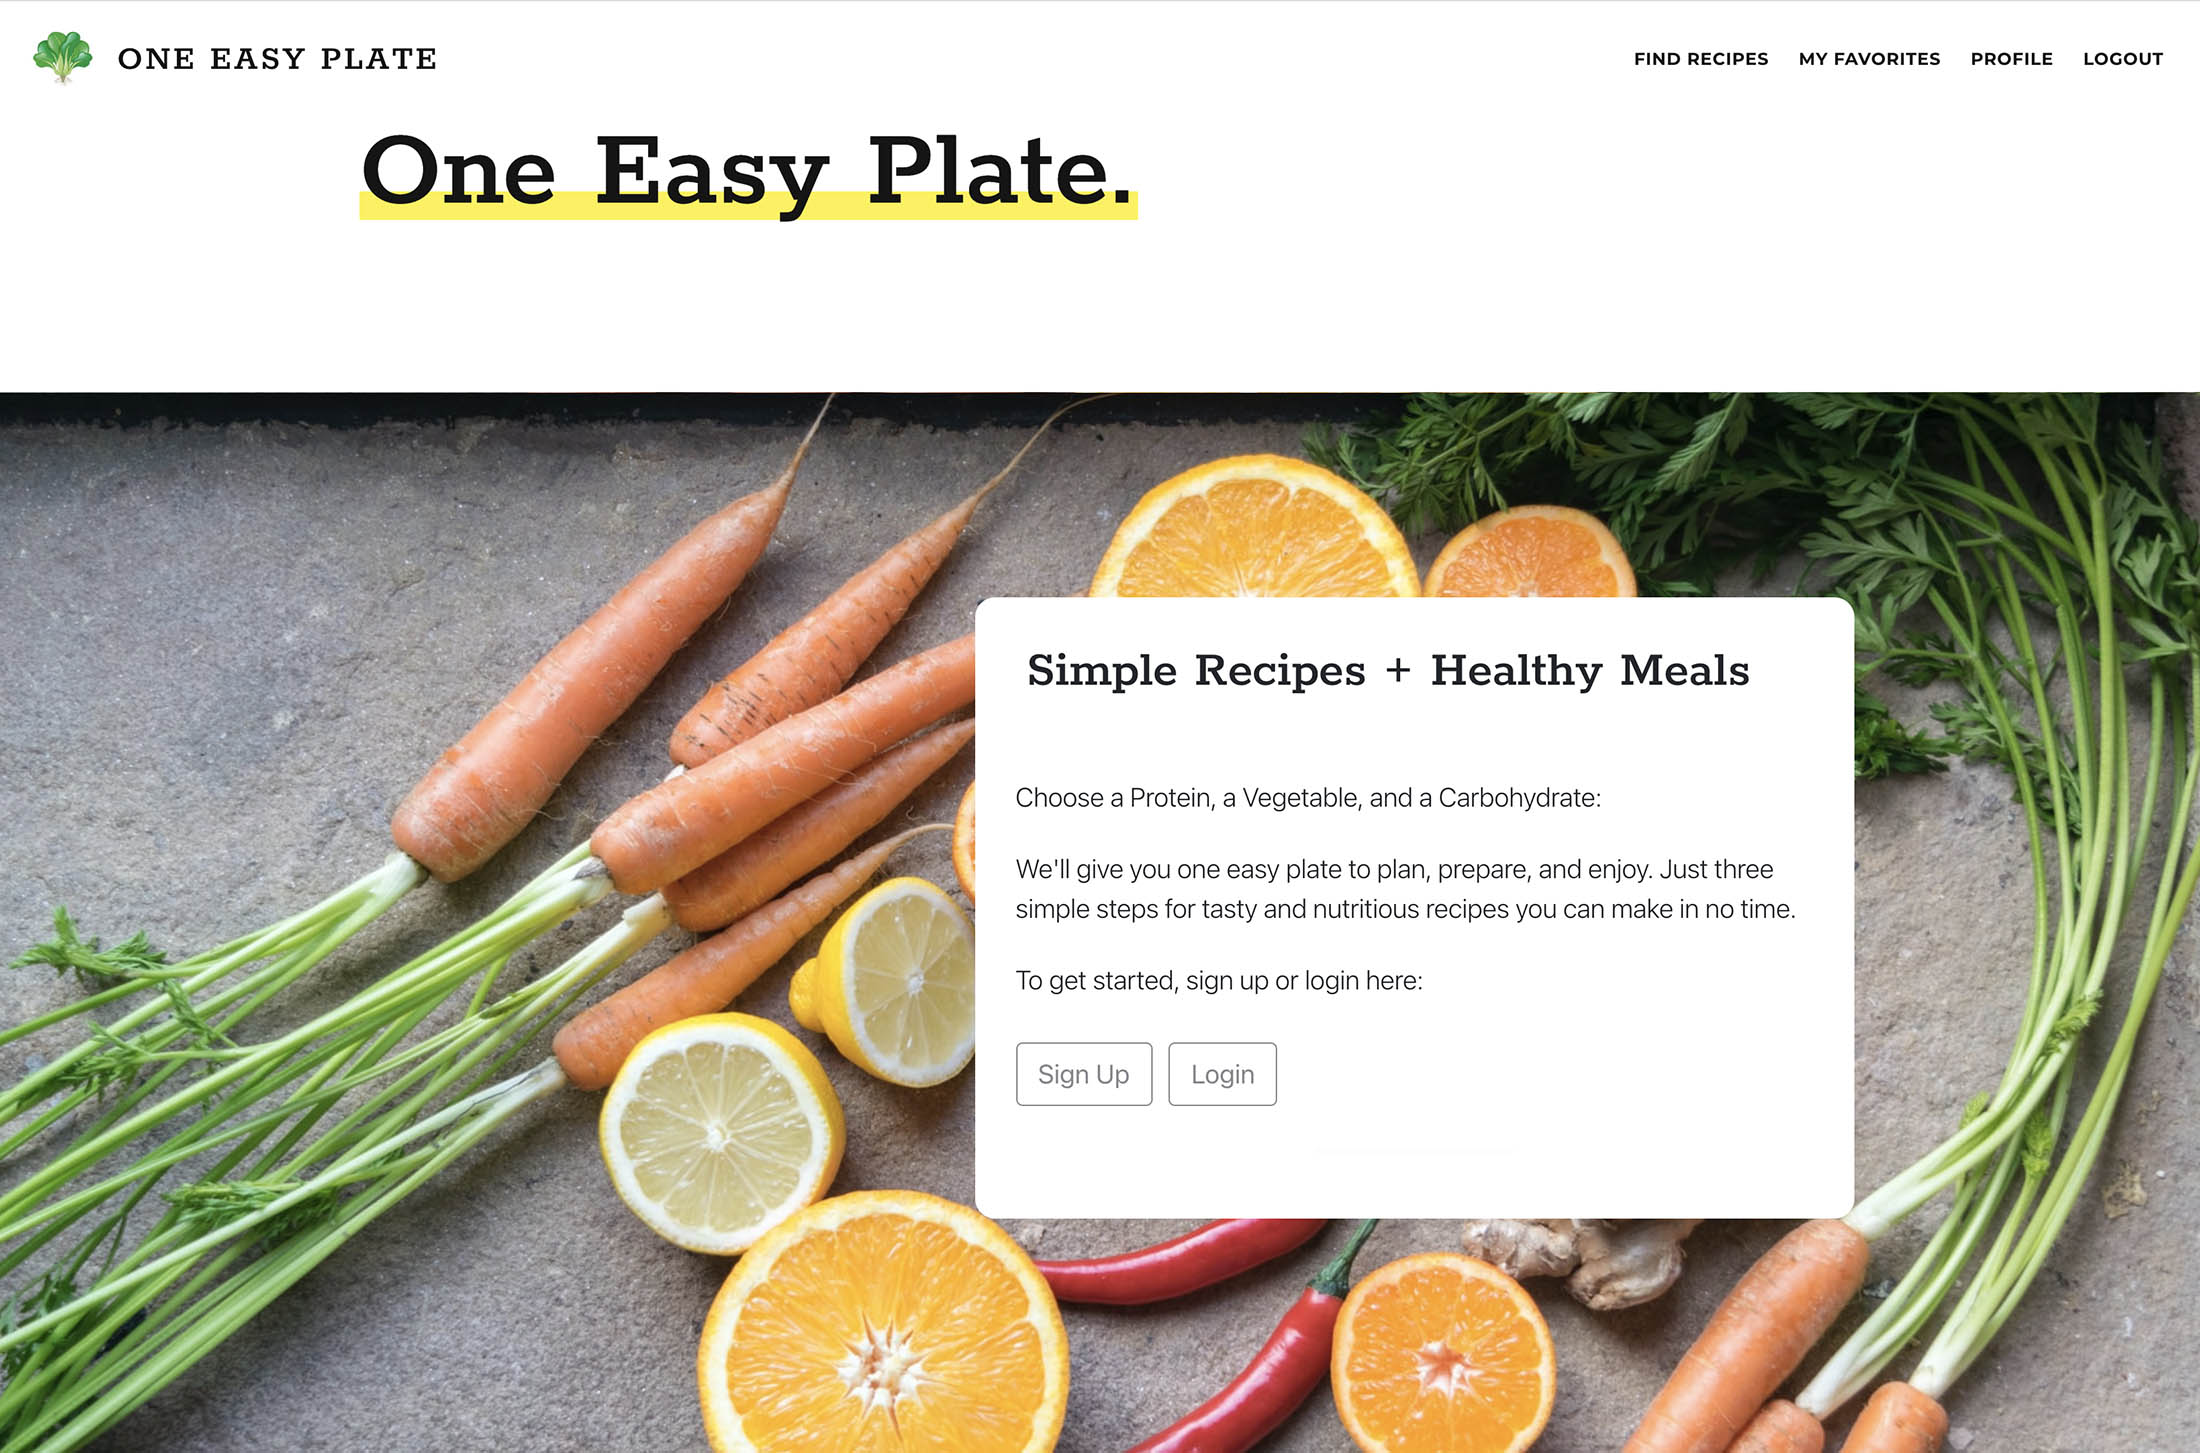 ONE EASY PLATE
FIND RECIPES MY FAVORITES PROFILE LOGOUT
One Easy Plate.
Simple Recipes + Healthy Meals
Choose a Protein, a Vegetable, and a Carbohydrate:
We'll give you one easy plate to plan, prepare, and enjoy. Just three
simple steps for tasty and nutritious recipes you can make in no time.
To get started, sign up or login here:
Sign Up Login